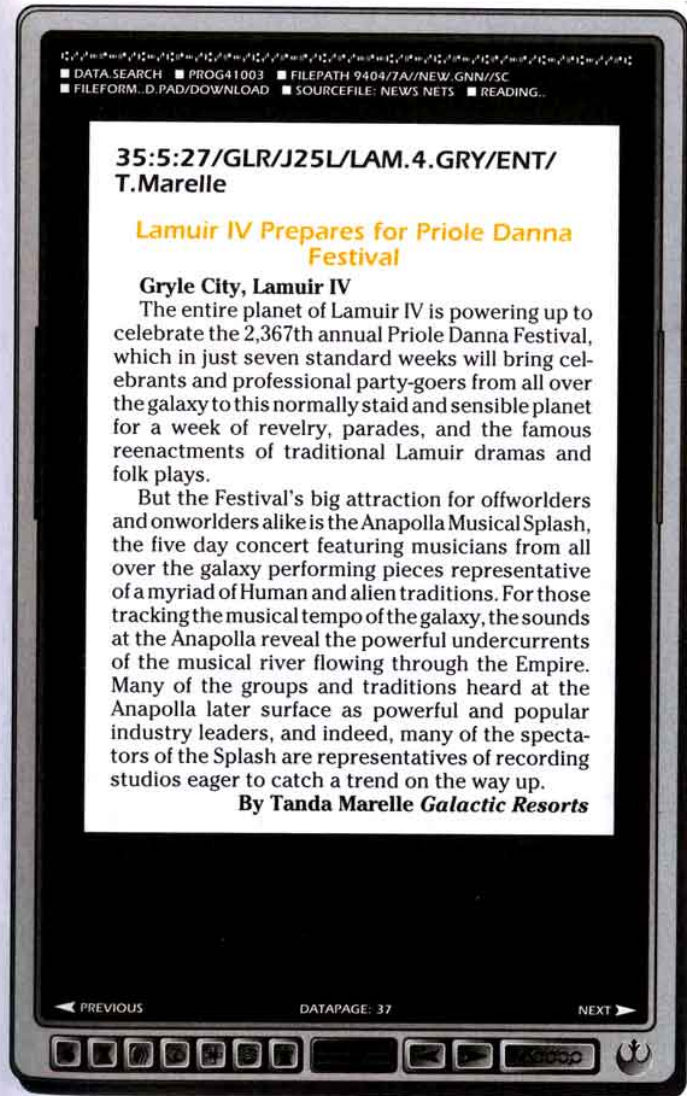 ■ DATA.SEARCH ■ PROG41003 ■ FILEPATH 9404/7A//NEW.GNN//SC
■ FILEFORM..D.PAD/DOWNLOAD ■ SOURCEFILE: NEWS NETS ■ READING..
35:5:27/GLR/J25L/LAM.4.GRY/ENT/
T.Marelle
Lamuir IV Prepares for Priole Danna
Festival
Gryle City, Lamuir IV
The entire planet of Lamuir IV is powering up to
celebrate the 2,367th annual Priole Danna Festival,
which in just seven standard weeks will bring cel-
ebrants and professional party-goers from all over
the galaxy to this normally staid and sensible planet
for a week of revelry, parades, and the famous
reenactments of traditional Lamuir dramas and
folk plays.
But the Festival's big attraction for offworlders
and onworlders alike is the Anapolla Musical Splash,
the five day concert featuring musicians from all
over the galaxy performing pieces representative
of a myriad of Human and alien traditions. For those
tracking the musical tempo of the galaxy, the sounds
at the Anapolla reveal the powerful undercurrents
of the musical river flowing through the Empire.
Many of the groups and traditions heard at the
Anapolla later surface as powerful and popular
industry leaders, and indeed, many of the specta-
tors of the Splash are representatives of recording
studios eager to catch a trend on the way up.
By Tanda Marelle Galactic Resorts
PREVIOUS DATAPAGE: 37 NEXT